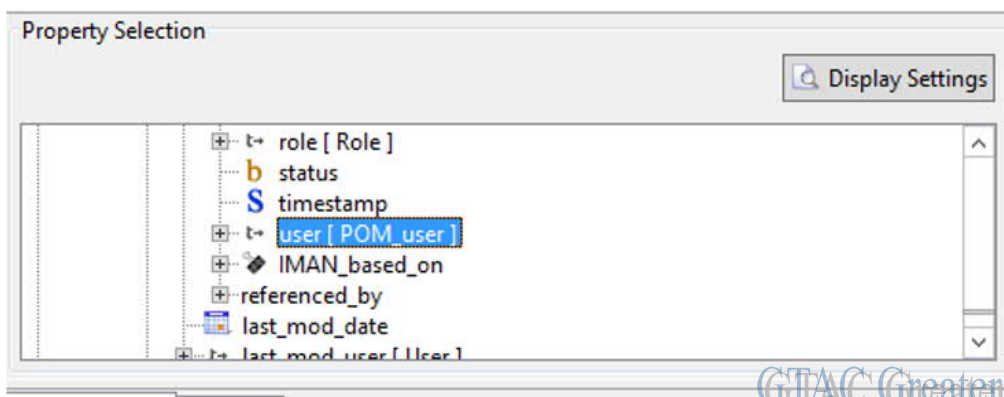 Property Selection
Display Settings
role [ Role ]
b status
S timestamp
user [ POM_user ]
IMAN_based_on
referenced_by
last_mod_date
last_mod_user [ User ]
GTAC Greater